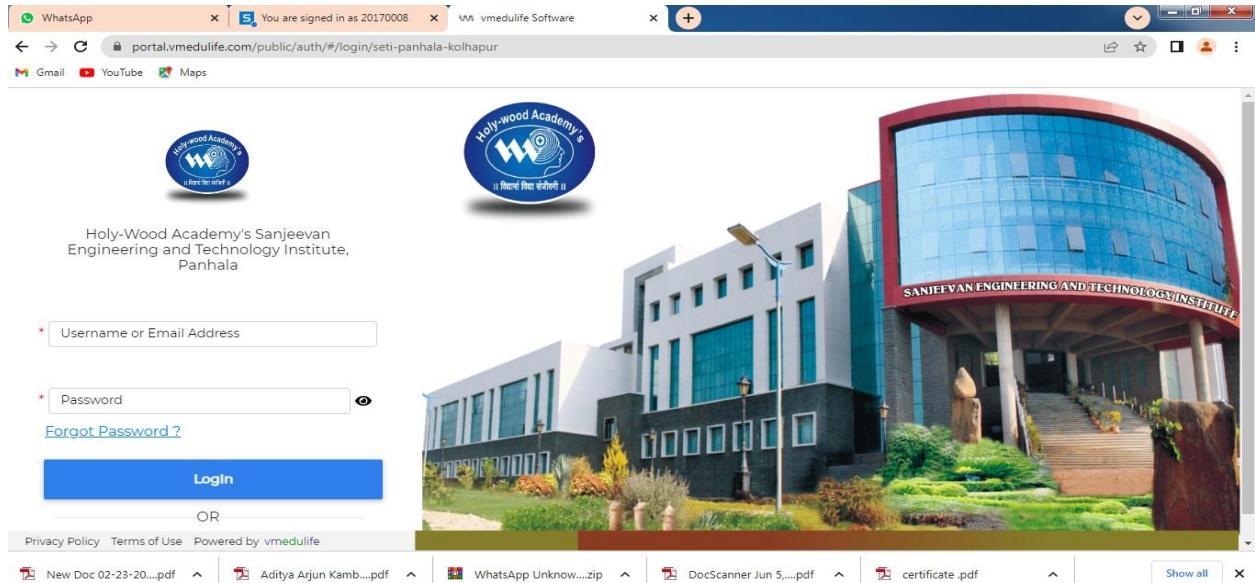 WhatsApp
You are signed in as 20170008
vmedulife Software
portal.vmedulife.com/public/auth/#/login/seti-panhala-kolhapur
Gmail YouTube Maps
Holy-wood Academy's
॥ विद्यानां विद्या संजीवनी ॥
Holy-wood Academy's
॥ विद्यानां विद्या संजीवनी ॥
Holy-Wood Academy's Sanjeevan
Engineering and Technology Institute,
Panhala
SANJEEVAN ENGINEERING AND TECHNOLOGY INSTITUTE
* Username or Email Address
* Password
Forgot Password ?
LogIn
OR
Privacy Policy Terms of Use Powered by vmedulife
New Doc 02-23-20....pdf
Aditya Arjun Kamb....pdf
WhatsApp Unknow....zip
DocScanner Jun 5,....pdf
certificate .pdf
Show all